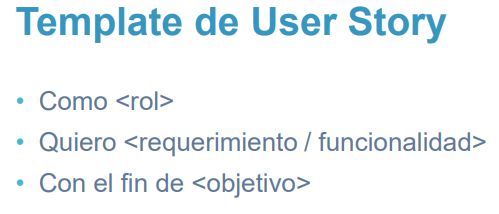 Template de User Story
• Como <rol>
• Quiero <requerimiento / funcionalidad>
• Con el fin de <objetivo>